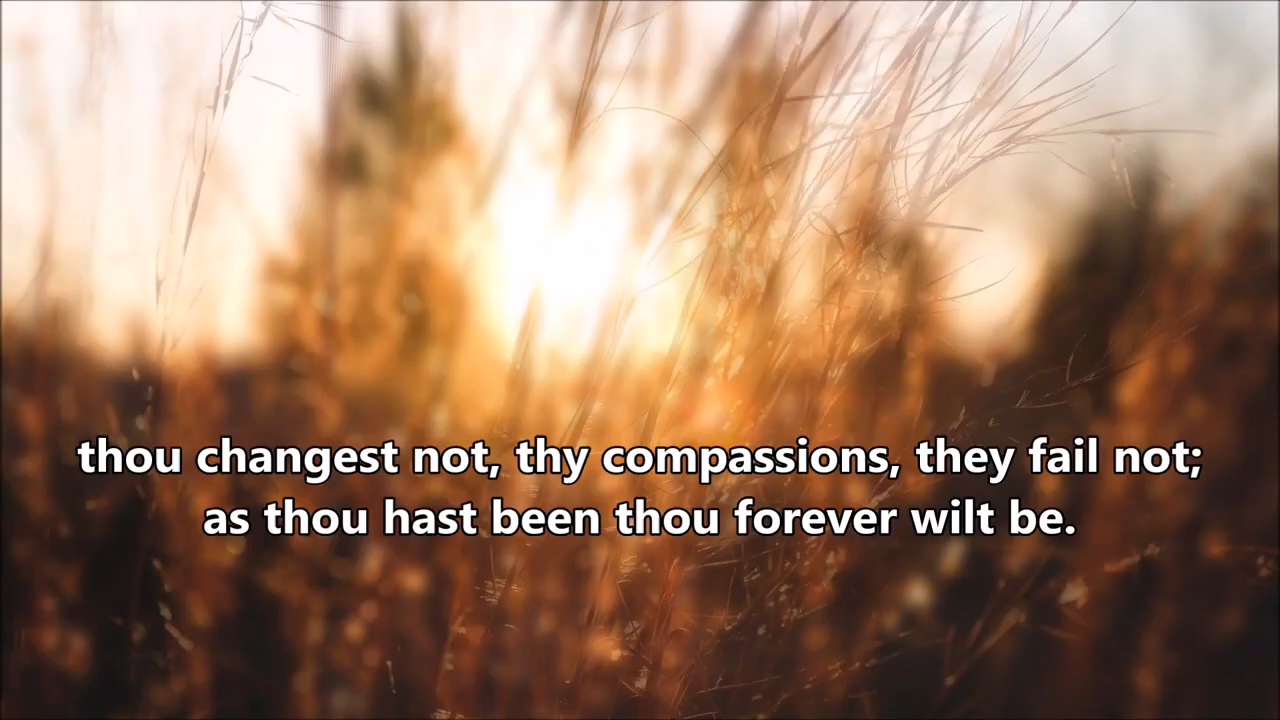 thou changest not, thy compassions, they fail not;
as thou hast been thou forever wilt be.